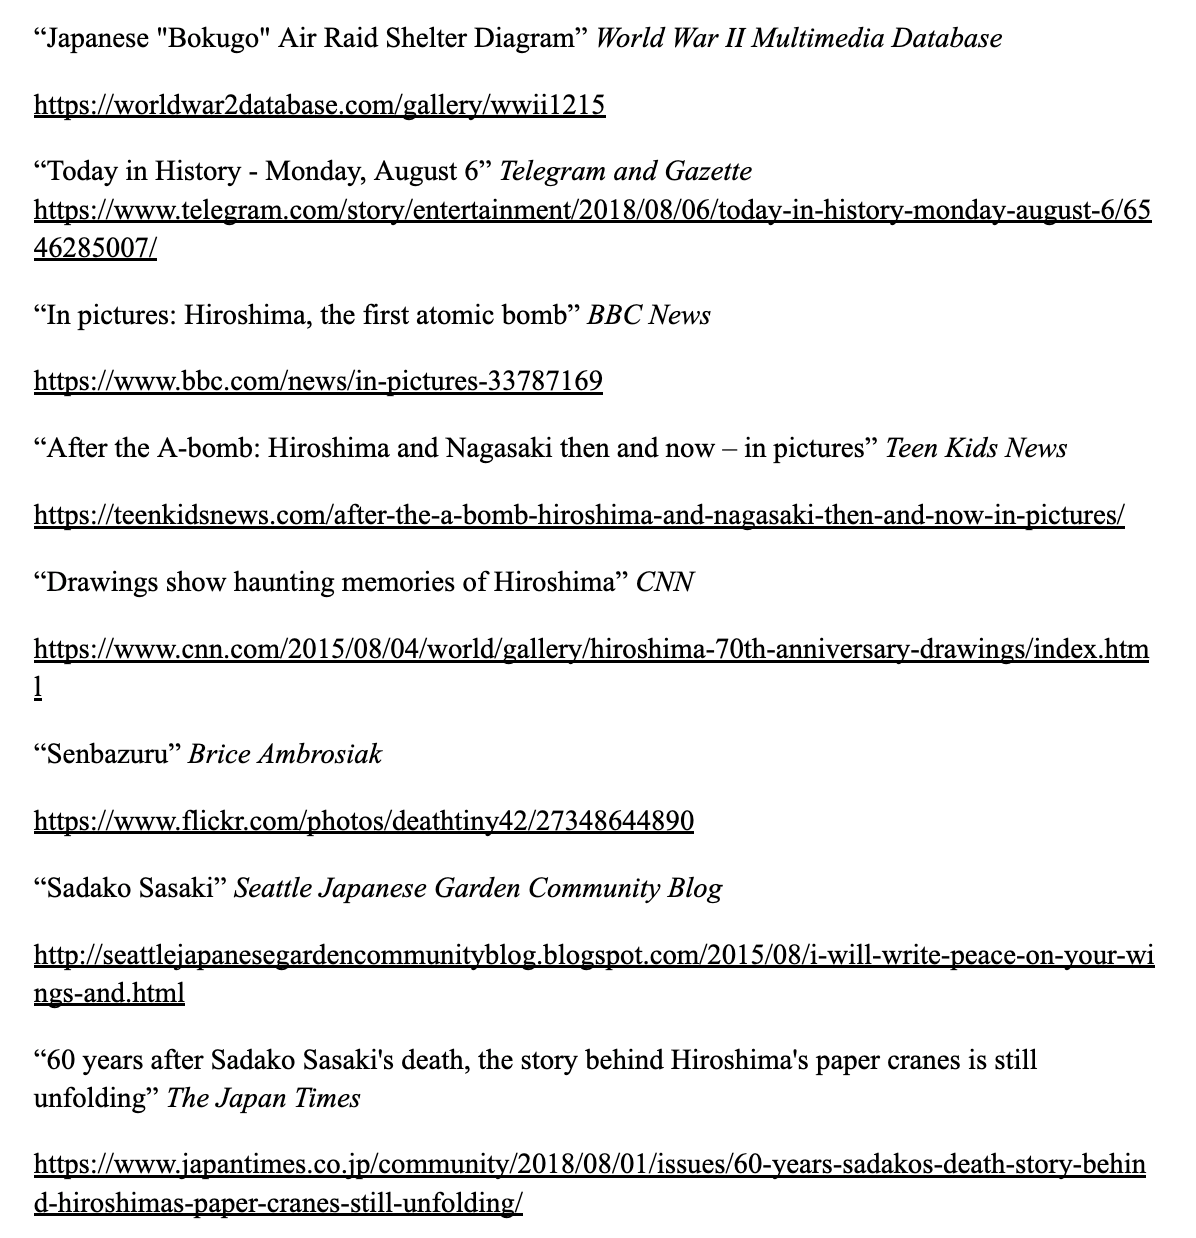 “Japanese "Bokugo" Air Raid Shelter Diagram” World War II Multimedia Database
https://worldwar2database.com/gallery/wwii1215
“Today in History - Monday, August 6” Telegram and Gazette
https://www.telegram.com/story/entertainment/2018/08/06/today-in-history-monday-august-6/65
46285007/
“In pictures: Hiroshima, the first atomic bomb” BBC News
https://www.bbc.com/news/in-pictures-33787169
“After the A-bomb: Hiroshima and Nagasaki then and now – in pictures” Teen Kids News
https://teenkidsnews.com/after-the-a-bomb-hiroshima-and-nagasaki-then-and-now-in-pictures/
“Drawings show haunting memories of Hiroshima” CNN
https://www.cnn.com/2015/08/04/world/gallery/hiroshima-70th-anniversary-drawings/index.htm
l
“Senbazuru” Brice Ambrosiak
https://www.flickr.com/photos/deathtiny42/27348644890
“Sadako Sasaki” Seattle Japanese Garden Community Blog
http://seattlejapanesegardencommunityblog.blogspot.com/2015/08/i-will-write-peace-on-your-wi
ngs-and.html
“60 years after Sadako Sasaki's death, the story behind Hiroshima's paper cranes is still
unfolding” The Japan Times
https://www.japantimes.co.jp/community/2018/08/01/issues/60-years-sadakos-death-story-behin
d-hiroshimas-paper-cranes-still-unfolding/